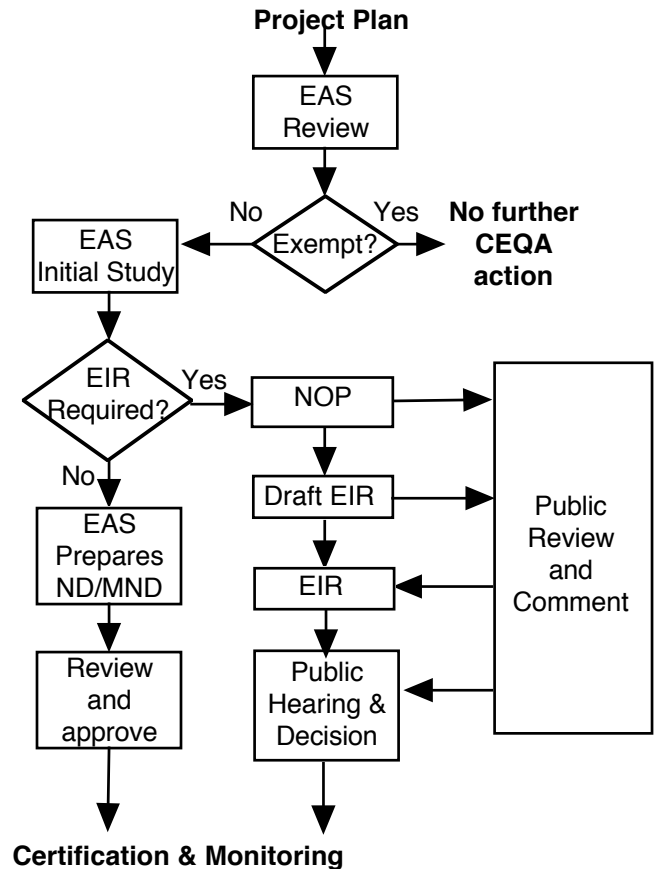 Project Plan
EAS
Review
No
Yes
Exempt?
No further
CEQA
action
EAS
Initial Study
EIR
Required?
Yes
NOP
No
Draft EIR
Public
Review
and
Comment
EAS
Prepares
ND/MND
EIR
Review
and
approve
Public
Hearing &
Decision
Certification & Monitoring